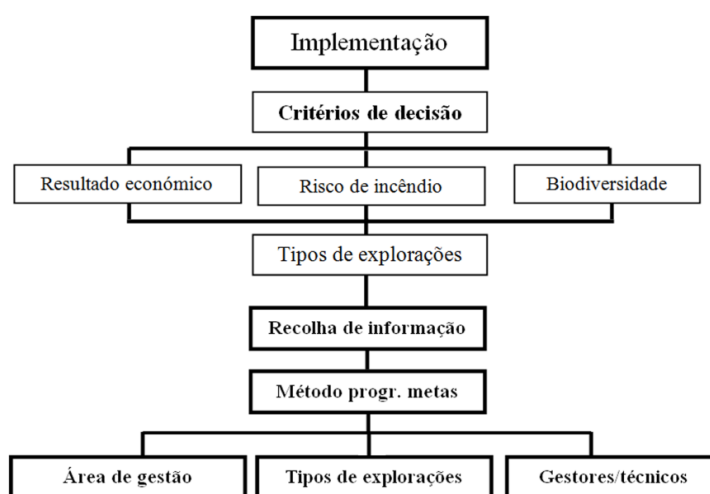 Implementação
Critérios de decisão
Resultado económico
Risco de incêndio
Biodiversidade
Tipos de explorações
Recolha de informação
Método progr. metas
Área de gestão
Tipos de explorações
Gestores/técnicos